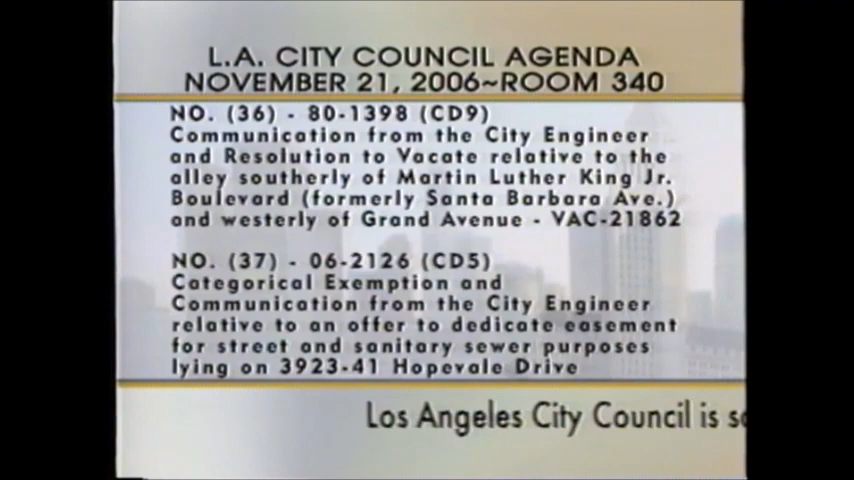 L.A. CITY COUNCIL AGENDA
NOVEMBER 21, 2006~ROOM 340
NO. (36) - 80-1398 (CD9)
Communication from the City Engineer
and Resolution to Vacate relative to the
alley southerly of Martin Luther King Jr.
Boulevard (formerly Santa Barbara Ave.)
and westerly of Grand Avenue - VAC-21862
NO. (37) - 06-2126 (CD5)
Categorical Exemption and
Communication from the City Engineer
relative to an offer to dedicate easement
for street and sanitary sewer purposes
lying on 3923-41 Hopevale Drive
Los Angeles City Council is